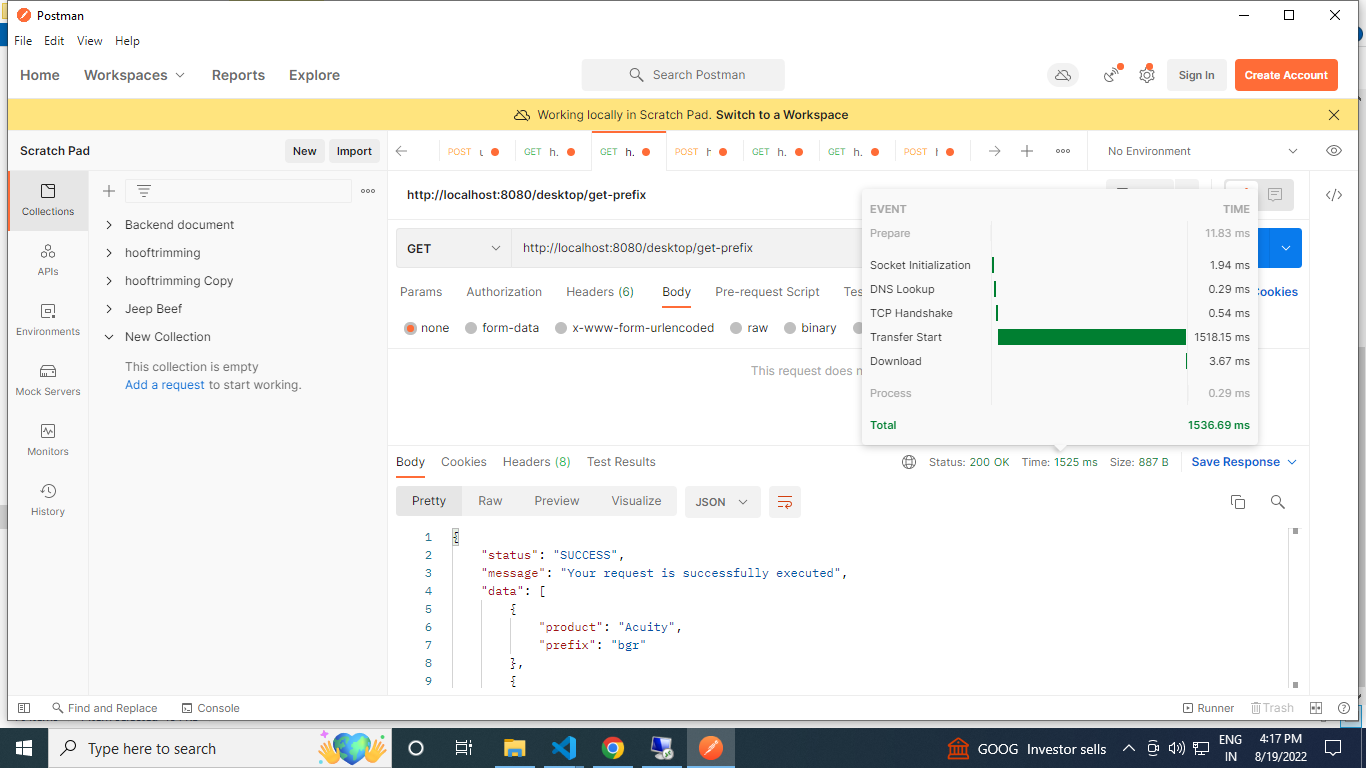 Postman
File Edit View Help
Home Workspaces Reports Explore Search Postman Sign In Create Account
Working locally in Scratch Pad. Switch to a Workspace
Scratch Pad New Import POST GET h. GET h. POST GET h. GET h. POST No Environment
Collections
APIs
Environments
Mock Servers
Monitors
History
Backend document
hooftrimming
hooftrimming Copy
Jeep Beef
New Collection
This collection is empty
Add a request to start working.
http://localhost:8080/desktop/get-prefix
GET http://localhost:8080/desktop/get-prefix
Params Authorization Headers (6) Body Pre-request Script
none form-data x-www-form-urlencoded raw binary
This request does
EVENT TIME
Prepare 11.83 ms
Socket Initialization 1.94 ms
DNS Lookup 0.29 ms
TCP Handshake 0.54 ms
Transfer Start 1518.15 ms
Download 3.67 ms
Process 0.29 ms
Total 1536.69 ms
Body Cookies Headers (8) Test Results Status: 200 OK Time: 1525 ms Size: 887 B Save Response
Pretty Raw Preview Visualize JSON
1 {
2 "status": "SUCCESS",
3 "message": "Your request is successfully executed",
4 "data": [
5 {
6 "product": "Acuity",
7 "prefix": "bgr"
8 },
9 {
Find and Replace Console Runner Trash
Type here to search GOOG Investor sells ENG 4:17 PM
IN 8/19/2022